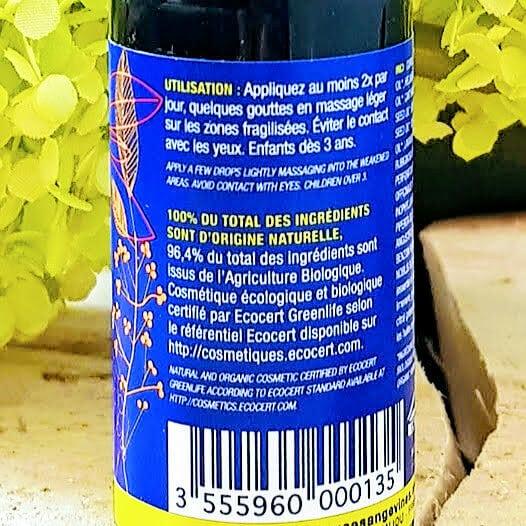 UTILISATION : Appliquez au moins 2x par
jour, quelques gouttes en massage léger
sur les zones fragilisées. Éviter le contact
avec les yeux. Enfants dès 3 ans.
APPLY A FEW DROPS LIGHTLY MASSAGING INTO THE WEAKENED
AREAS. AVOID CONTACT WITH EYES. CHILDREN OVER 3.
100% DU TOTAL DES INGRÉDIENTS
SONT D'ORIGINE NATURELLE,
96,4% du total des ingrédients sont
issus de l'Agriculture Biologique.
Cosmétique écologique et biologique
certifié par Ecocert Greenlife selon
le référentiel Ecocert disponible sur
http://cosmetiques.ecocert.com.
NATURAL AND ORGANIC COSMETIC CERTIFIED BY ECOCERT
GREENLIFE ACCORDING TO ECOCERT STANDARD AVAILABLE AT
HTTP://COSMETICS.ECOCERT.COM.
3 555960 000135